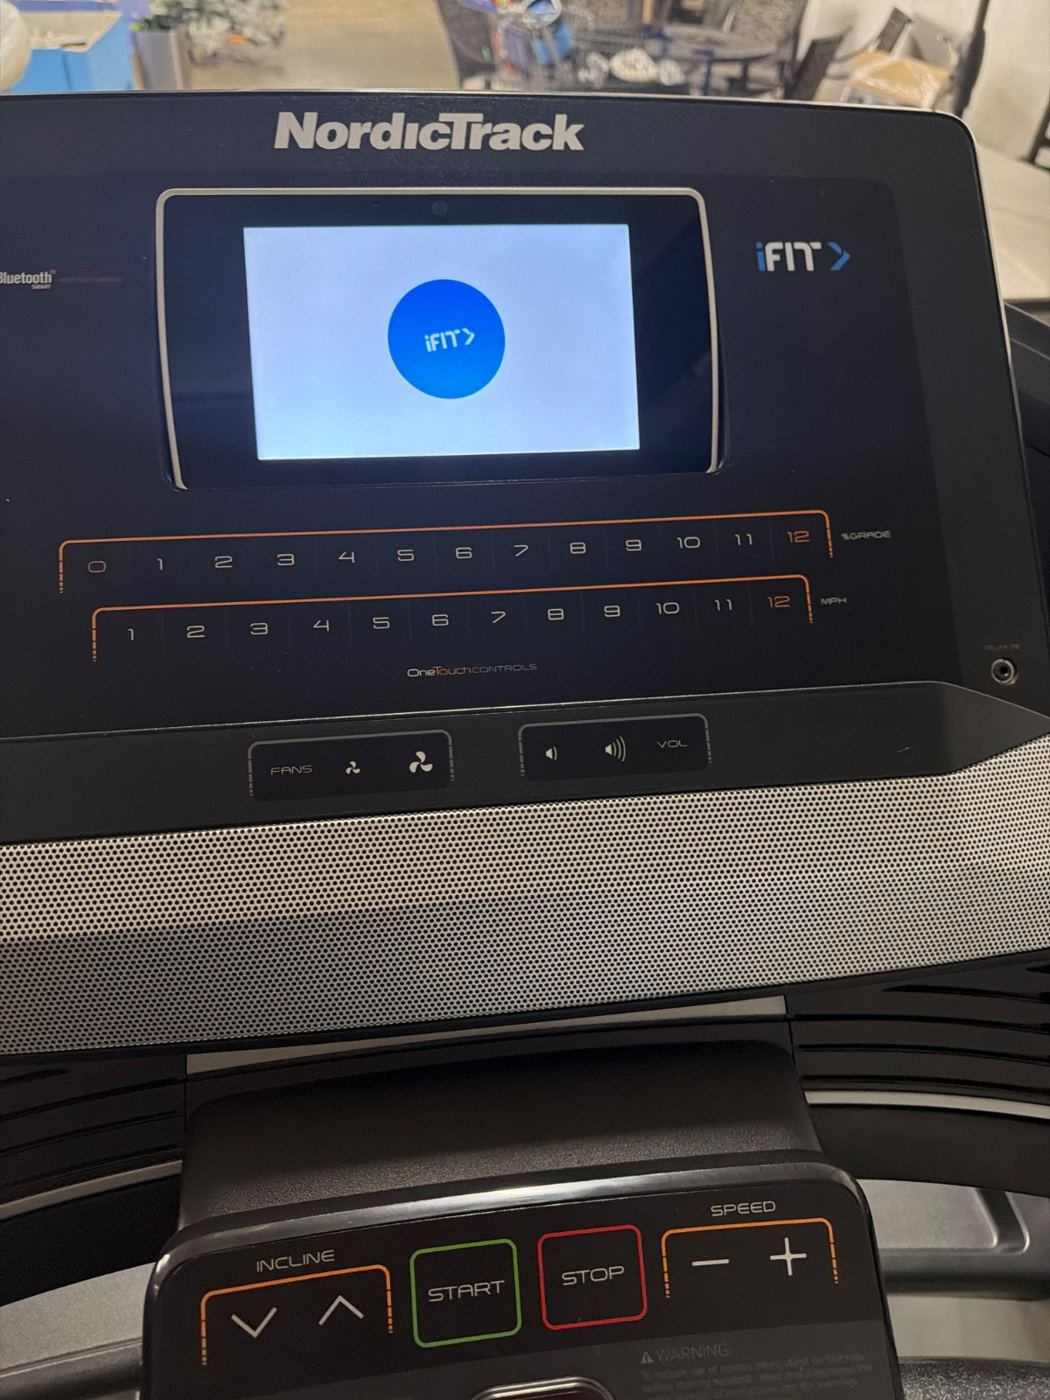 NordicTrack
Bluetooth
SMART
iFIT
iFIT
0 1 2 3 4 5 6 7 8 9 10 11 12 %GRADE
1 2 3 4 5 6 7 8 9 10 11 12 MPH
OneTouchCONTROLS
FANS
VOL
INCLINE
START
STOP
SPEED
WARNING